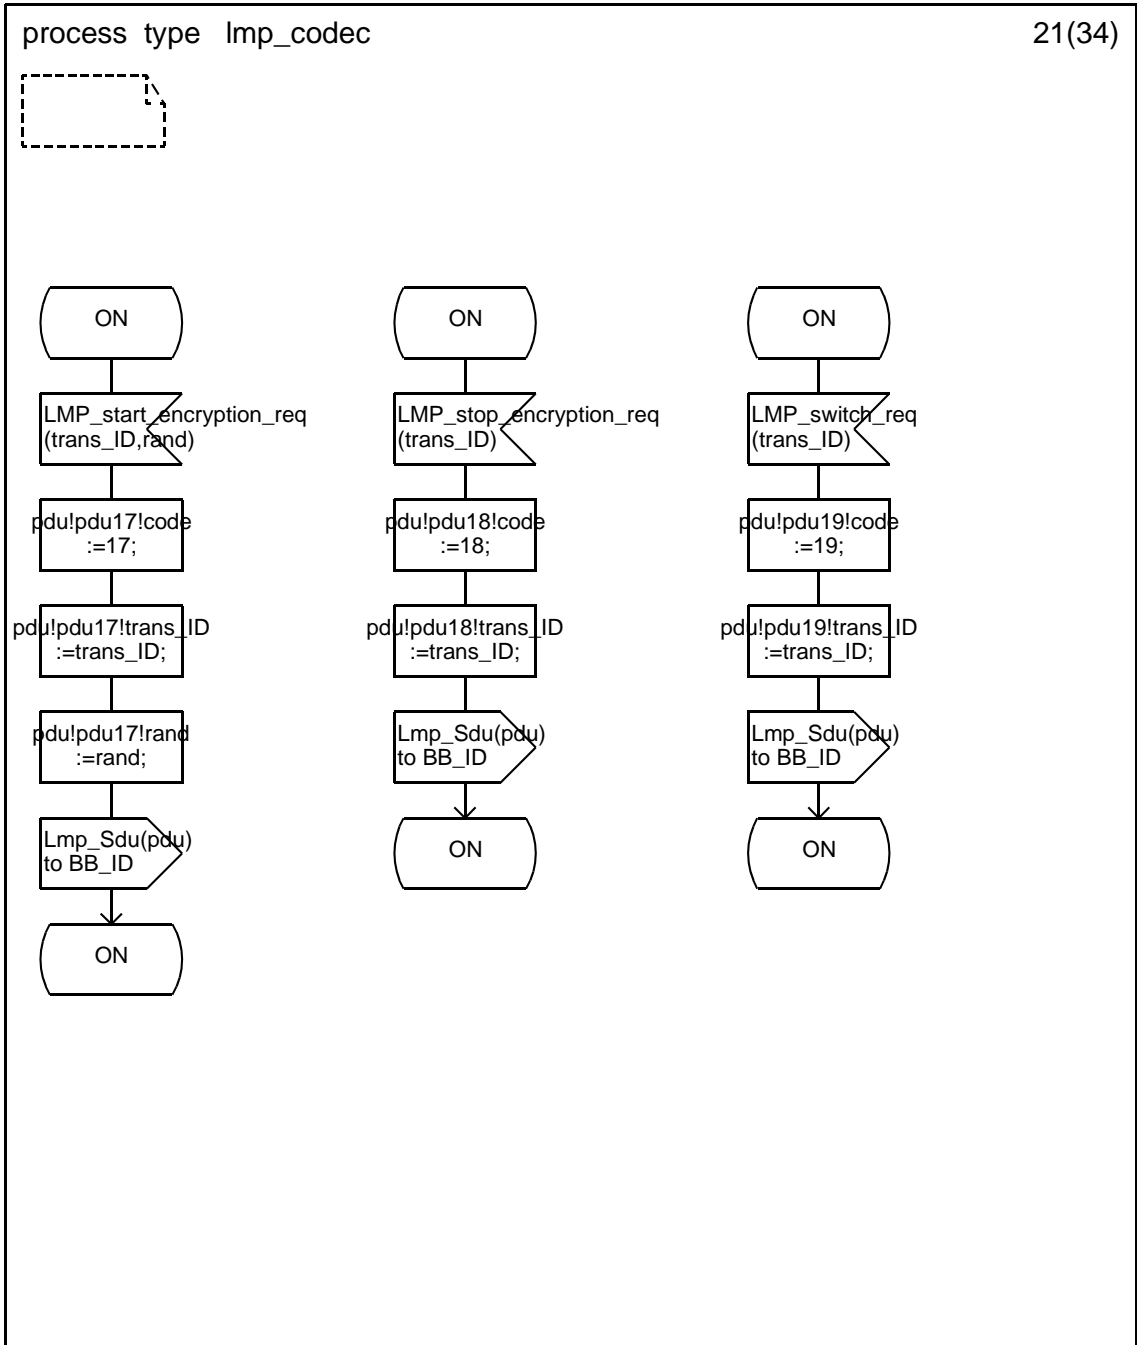 process type lmp_codec
21(34)
ON
LMP_start_encryption_req
(trans_ID,rand)
pdu!pdu17!code
:=17;
pdu!pdu17!trans_ID
:=trans_ID;
pdu!pdu17!rand
:=rand;
Lmp_Sdu(pdu)
to BB_ID
ON
ON
LMP_stop_encryption_req
(trans_ID)
pdu!pdu18!code
:=18;
pdu!pdu18!trans_ID
:=trans_ID;
Lmp_Sdu(pdu)
to BB_ID
ON
ON
LMP_switch_req
(trans_ID)
pdu!pdu19!code
:=19;
pdu!pdu19!trans_ID
:=trans_ID;
Lmp_Sdu(pdu)
to BB_ID
ON